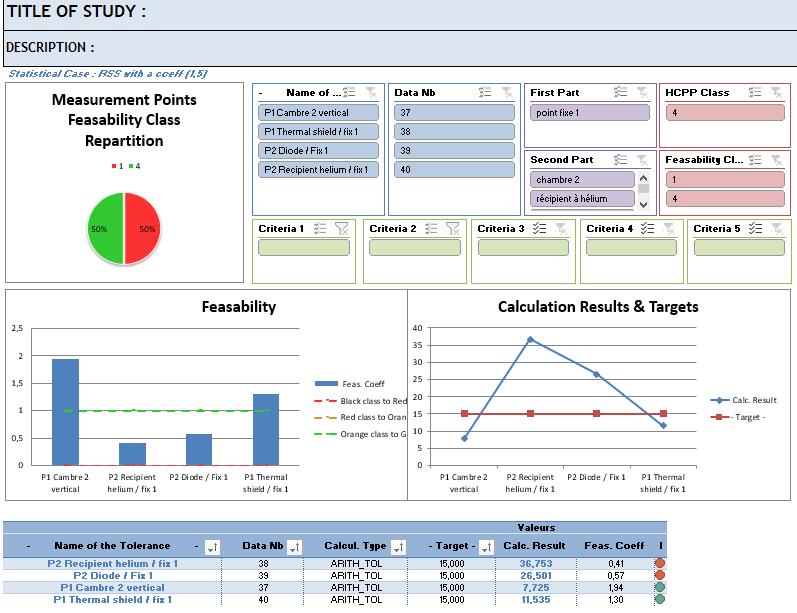 TITLE OF STUDY :
DESCRIPTION :
Statistical Case : RSS with a coeff (1,5)
Measurement Points
Feasability Class
Repartition
1 4
50% 50%
- Name of ...
P1 Cambre 2 vertical
P1 Thermal shield / fix 1
P2 Diode / Fix 1
P2 Recipient helium / fix 1
Data Nb
37
38
39
40
First Part
point fixe 1
HCPP Class
4
Second Part
chambre 2
récipient à hélium
Feasability Cl...
1
4
Criteria 1
Criteria 2
Criteria 3
Criteria 4
Criteria 5
Feasability
2,5
2
1,5
1
0,5
0
P1 Cambre 2
vertical
P2 Recipient
helium / fix 1
P2 Diode / Fix 1
P1 Thermal
shield / fix 1
Feas. Coeff
Black class to Red
Red class to Oran
Orange class to G
Calculation Results & Targets
40
35
30
25
20
15
10
5
0
P1 Cambre 2
vertical
P2 Recipient
helium / fix 1
P2 Diode / Fix 1
P1 Thermal
shield / fix 1
Calc. Result
- Target -
Valeurs
- Name of the Tolerance - Data Nb Calcul. Type - Target - Calc. Result Feas. Coeff I
P2 Recipient helium / fix 1 38 ARITH_TOL 15,000 36,753 0,41
P2 Diode / Fix 1 39 ARITH_TOL 15,000 26,501 0,57
P1 Cambre 2 vertical 37 ARITH_TOL 15,000 7,725 1,94
P1 Thermal shield / fix 1 40 ARITH_TOL 15,000 11,535 1,30